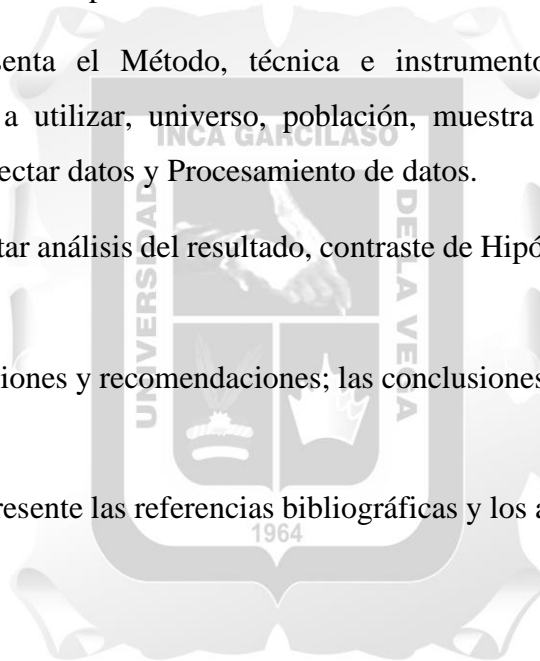 senta el Método, técnica e instrumento
a utilizar, universo, población, muestra
ectar datos y Procesamiento de datos.
tar análisis del resultado, contraste de Hipó
iones y recomendaciones; las conclusiones
resente las referencias bibliográficas y los a
UNIVERSIDAD
INCA GARCILASO
DE LA VEGA
1964